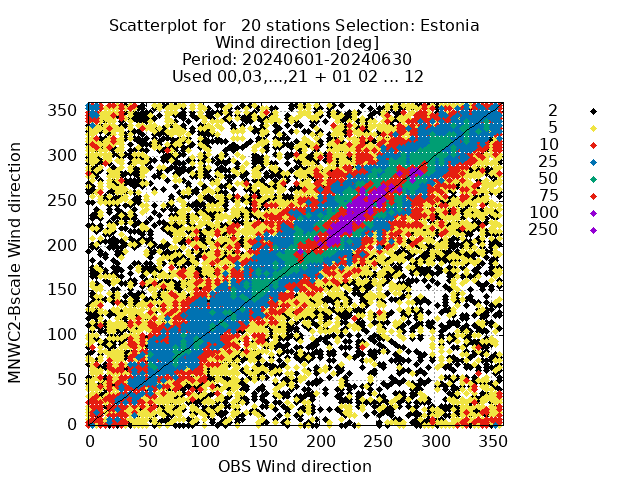 Scatterplot for   20 stations Selection: Estonia
Wind direction [deg]
Period: 20240601-20240630
Used 00,03,...,21 + 01 02 ... 12
MNWC2-Bscale Wind direction
350
300
250
200
150
100
50
0
0 50 100 150 200 250 300 350
OBS Wind direction
2
5
10
25
50
75
100
250